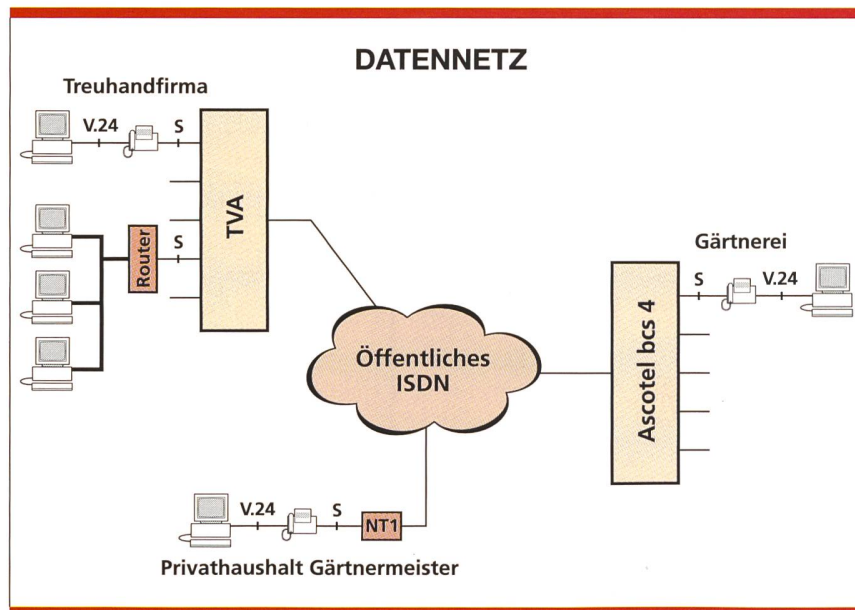 DATENNETZ
Treuhandfirma
V.24
S
TVA
Router
S
Gärtnerei
S
V.24
Ascotel bcs 4
Öffentliches
ISDN
V.24
S
NT1
Privathaushalt Gärtnermeister